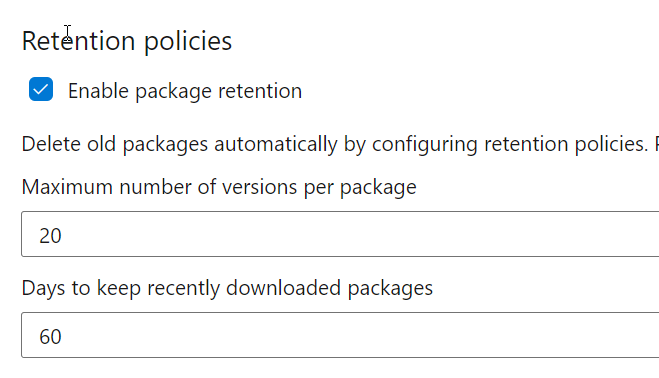 Retention policies
Enable package retention
Delete old packages automatically by configuring retention policies.
Maximum number of versions per package
20
Days to keep recently downloaded packages
60